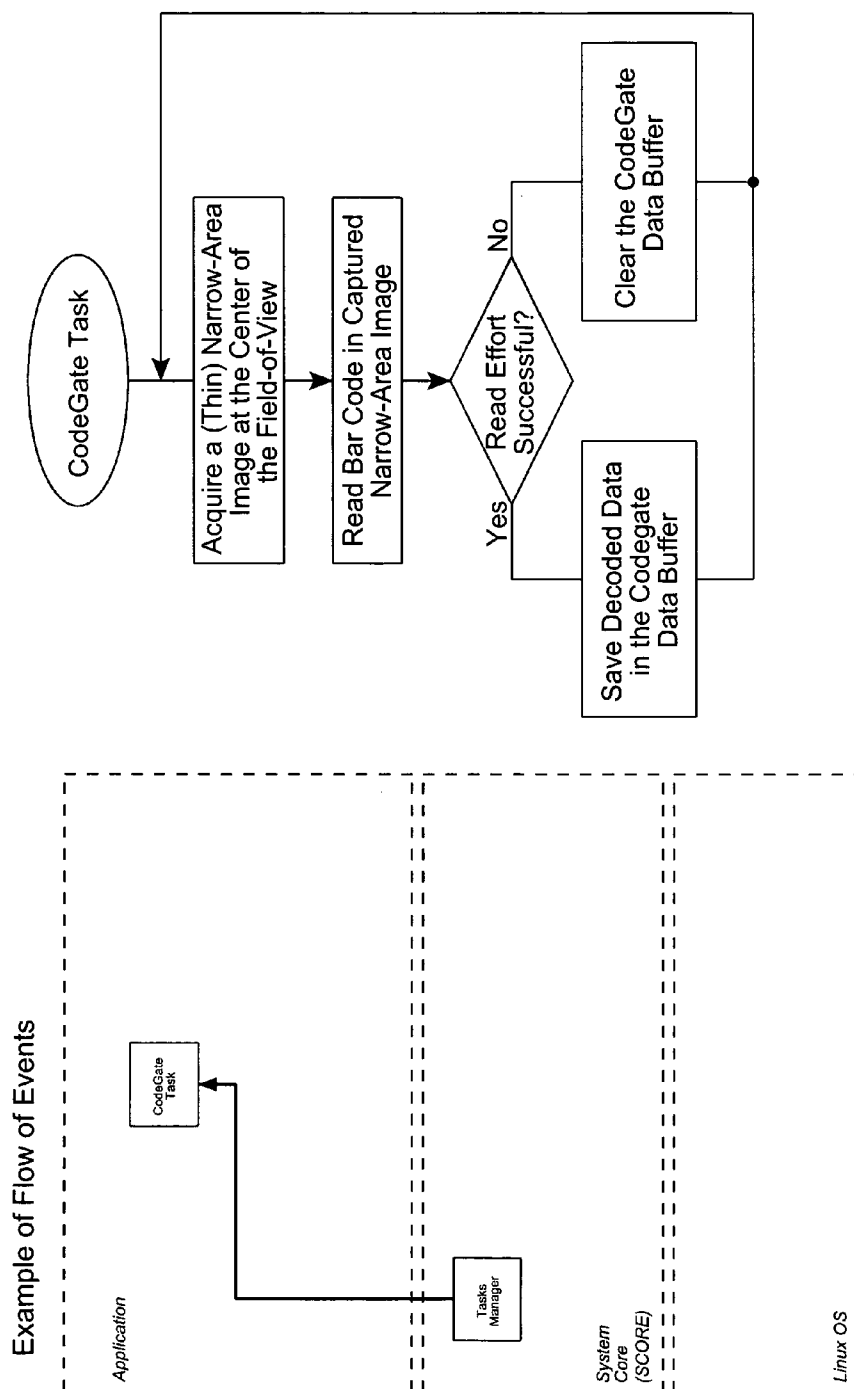 Example of Flow of Events
Application
CodeGate
Task
Tasks
Manager
System
Core
(SCORE)
Linux OS
CodeGate Task
Acquire a (Thin) Narrow-Area
Image at the Center of
the Field-of-View
Read Bar Code in Captured
Narrow-Area Image
Read Effort
Successful?
Yes
No
Save Decoded Data
in the Codegate
Data Buffer
Clear the CodeGate
Data Buffer